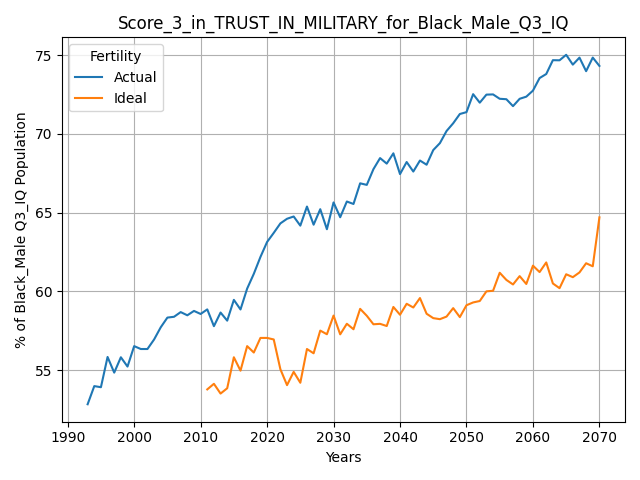 Score_3_in_TRUST_IN_MILITARY_for_Black_Male_Q3_IQ
Fertility
Actual
Ideal
% of Black_Male Q3_IQ Population
75
70
65
60
55
1990
2000
2010
2020
2030
2040
2050
2060
2070
Years